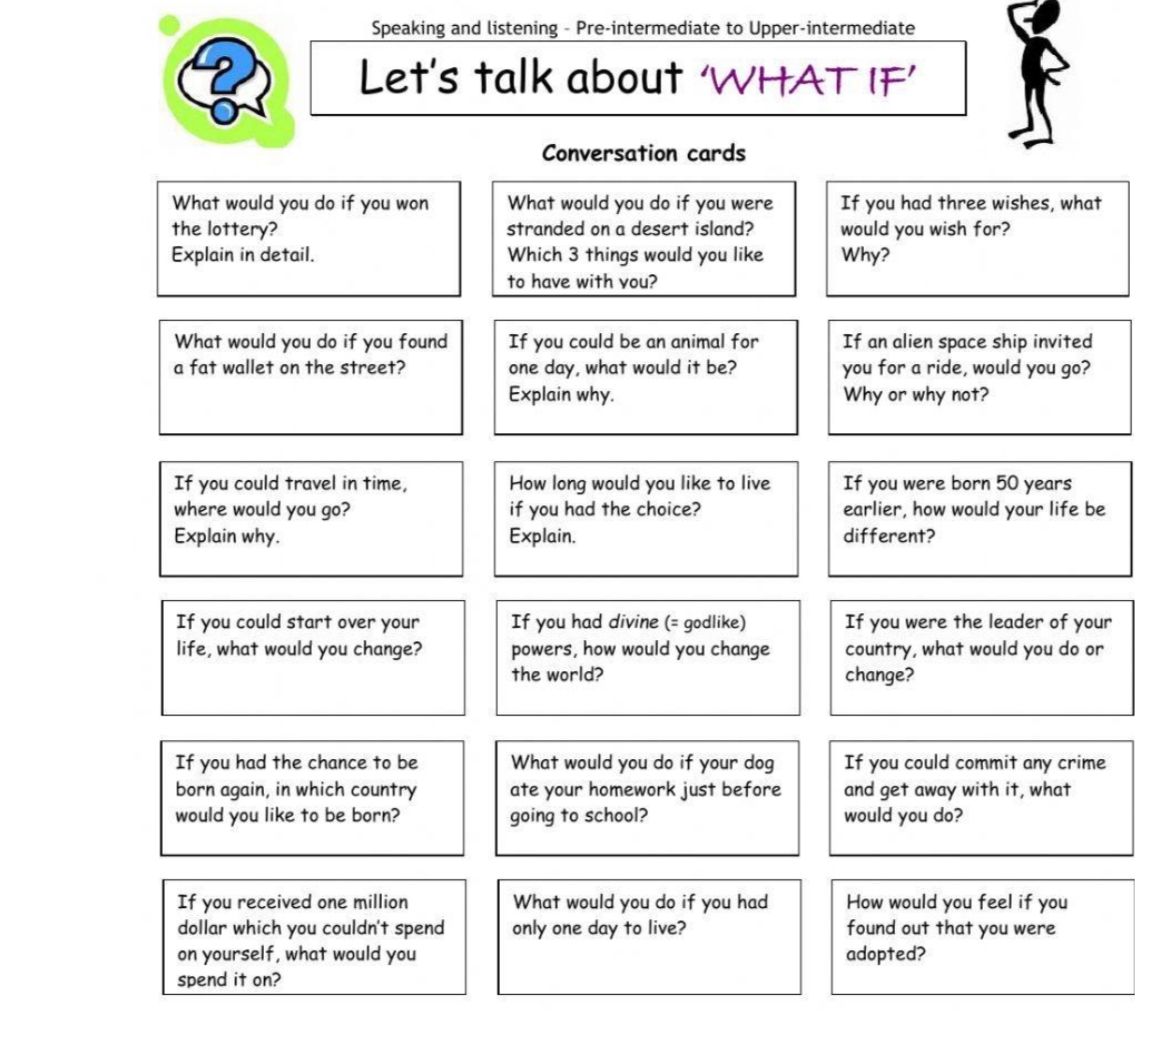 Speaking and listening - Pre-intermediate to Upper-intermediate
Let's talk about 'WHAT IF'
Conversation cards
What would you do if you won
the lottery?
Explain in detail.
What would you do if you were
stranded on a desert island?
Which 3 things would you like
to have with you?
If you had three wishes, what
would you wish for?
Why?
What would you do if you found
a fat wallet on the street?
If you could be an animal for
one day, what would it be?
Explain why.
If an alien space ship invited
you for a ride, would you go?
Why or why not?
If you could travel in time,
where would you go?
Explain why.
How long would you like to live
if you had the choice?
Explain.
If you were born 50 years
earlier, how would your life be
different?
If you could start over your
life, what would you change?
If you had divine (= godlike)
powers, how would you change
the world?
If you were the leader of your
country, what would you do or
change?
If you had the chance to be
born again, in which country
would you like to be born?
What would you do if your dog
ate your homework just before
going to school?
If you could commit any crime
and get away with it, what
would you do?
If you received one million
dollar which you couldn't spend
on yourself, what would you
spend it on?
What would you do if you had
only one day to live?
How would you feel if you
found out that you were
adopted?